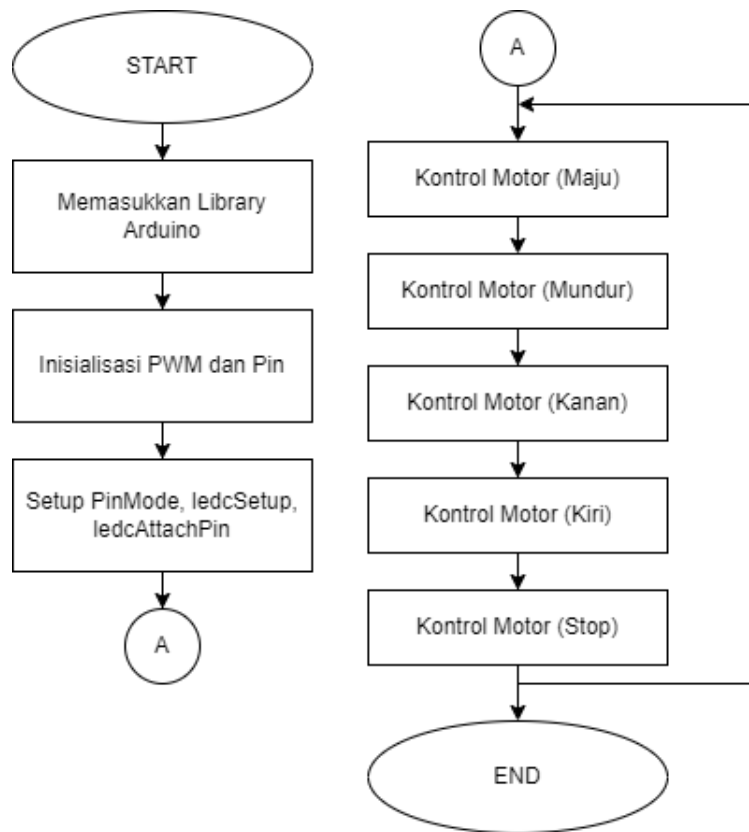 START
Memasukkan Library
Arduino
Inisialisasi PWM dan Pin
Setup PinMode, ledcSetup,
ledcAttachPin
A
A
Kontrol Motor (Maju)
Kontrol Motor (Mundur)
Kontrol Motor (Kanan)
Kontrol Motor (Kiri)
Kontrol Motor (Stop)
END